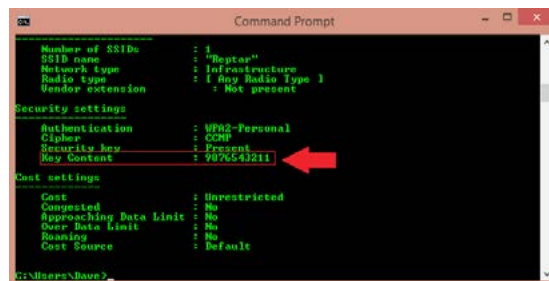 Command Prompt
Number of SSIDs : 1
SSID name : "Reptar"
Network type : Infrastructure
Radio type : [ Any Radio Type ]
Vendor extension : Not present
Security settings
Authentication : WPA2-Personal
Cipher : CCMP
Security key : Present
Key Content : 9876543211
Cost settings
Cost : Unrestricted
Congested : No
Approaching Data Limit : No
Over Data Limit : No
Roaming : No
Cost Source : Default
C:\Users\Dave>_